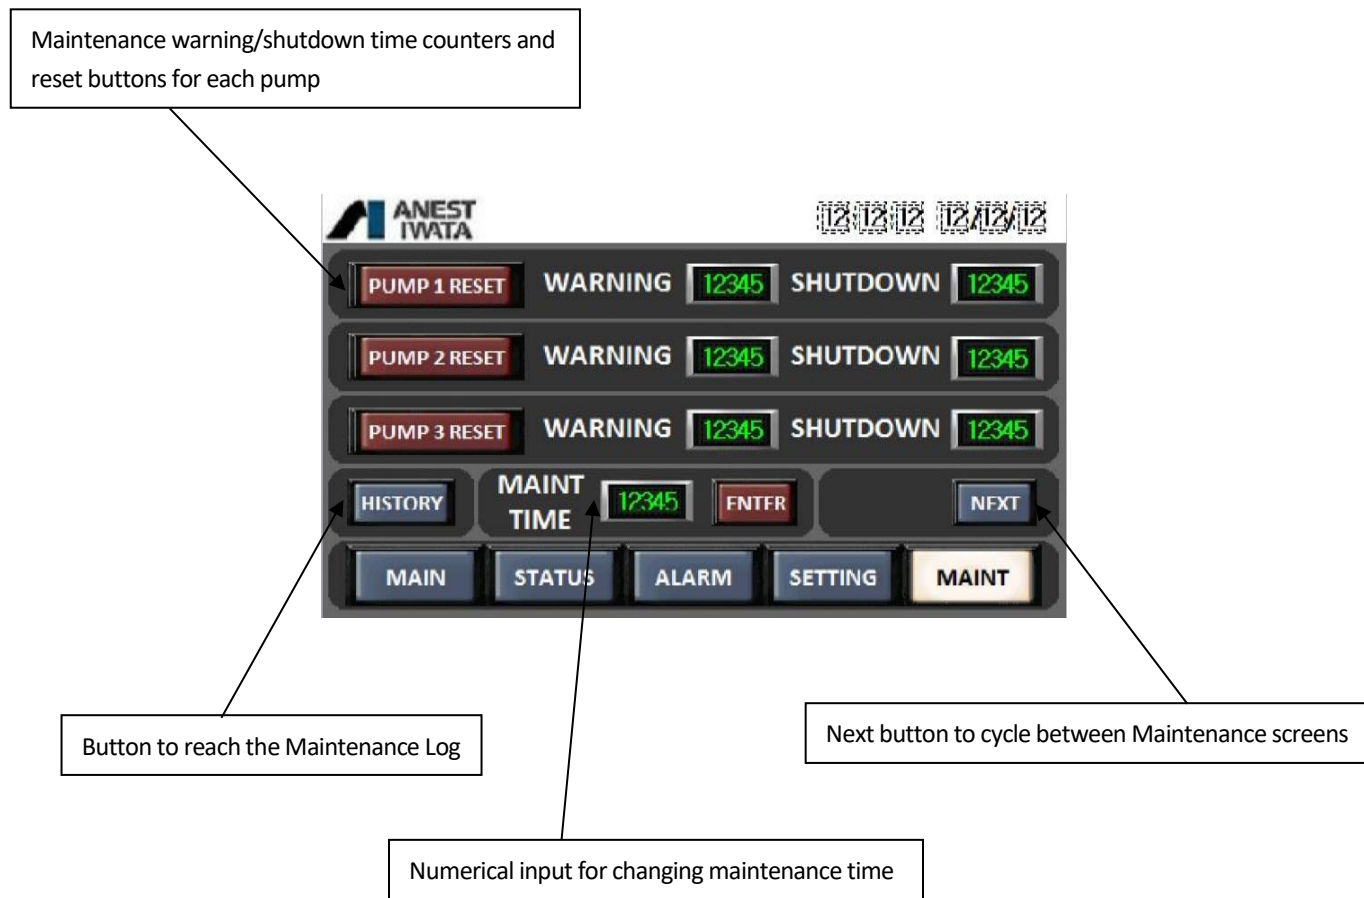 Maintenance warning/shutdown time counters and
reset buttons for each pump
ANEST
IWATA
12:12:12 12/12/12
PUMP 1 RESET WARNING 12345 SHUTDOWN 12345
PUMP 2 RESET WARNING 12345 SHUTDOWN 12345
PUMP 3 RESET WARNING 12345 SHUTDOWN 12345
HISTORY MAINT TIME 12345 ENTER NEXT
MAIN STATUS ALARM SETTING MAINT
Button to reach the Maintenance Log
Next button to cycle between Maintenance screens
Numerical input for changing maintenance time